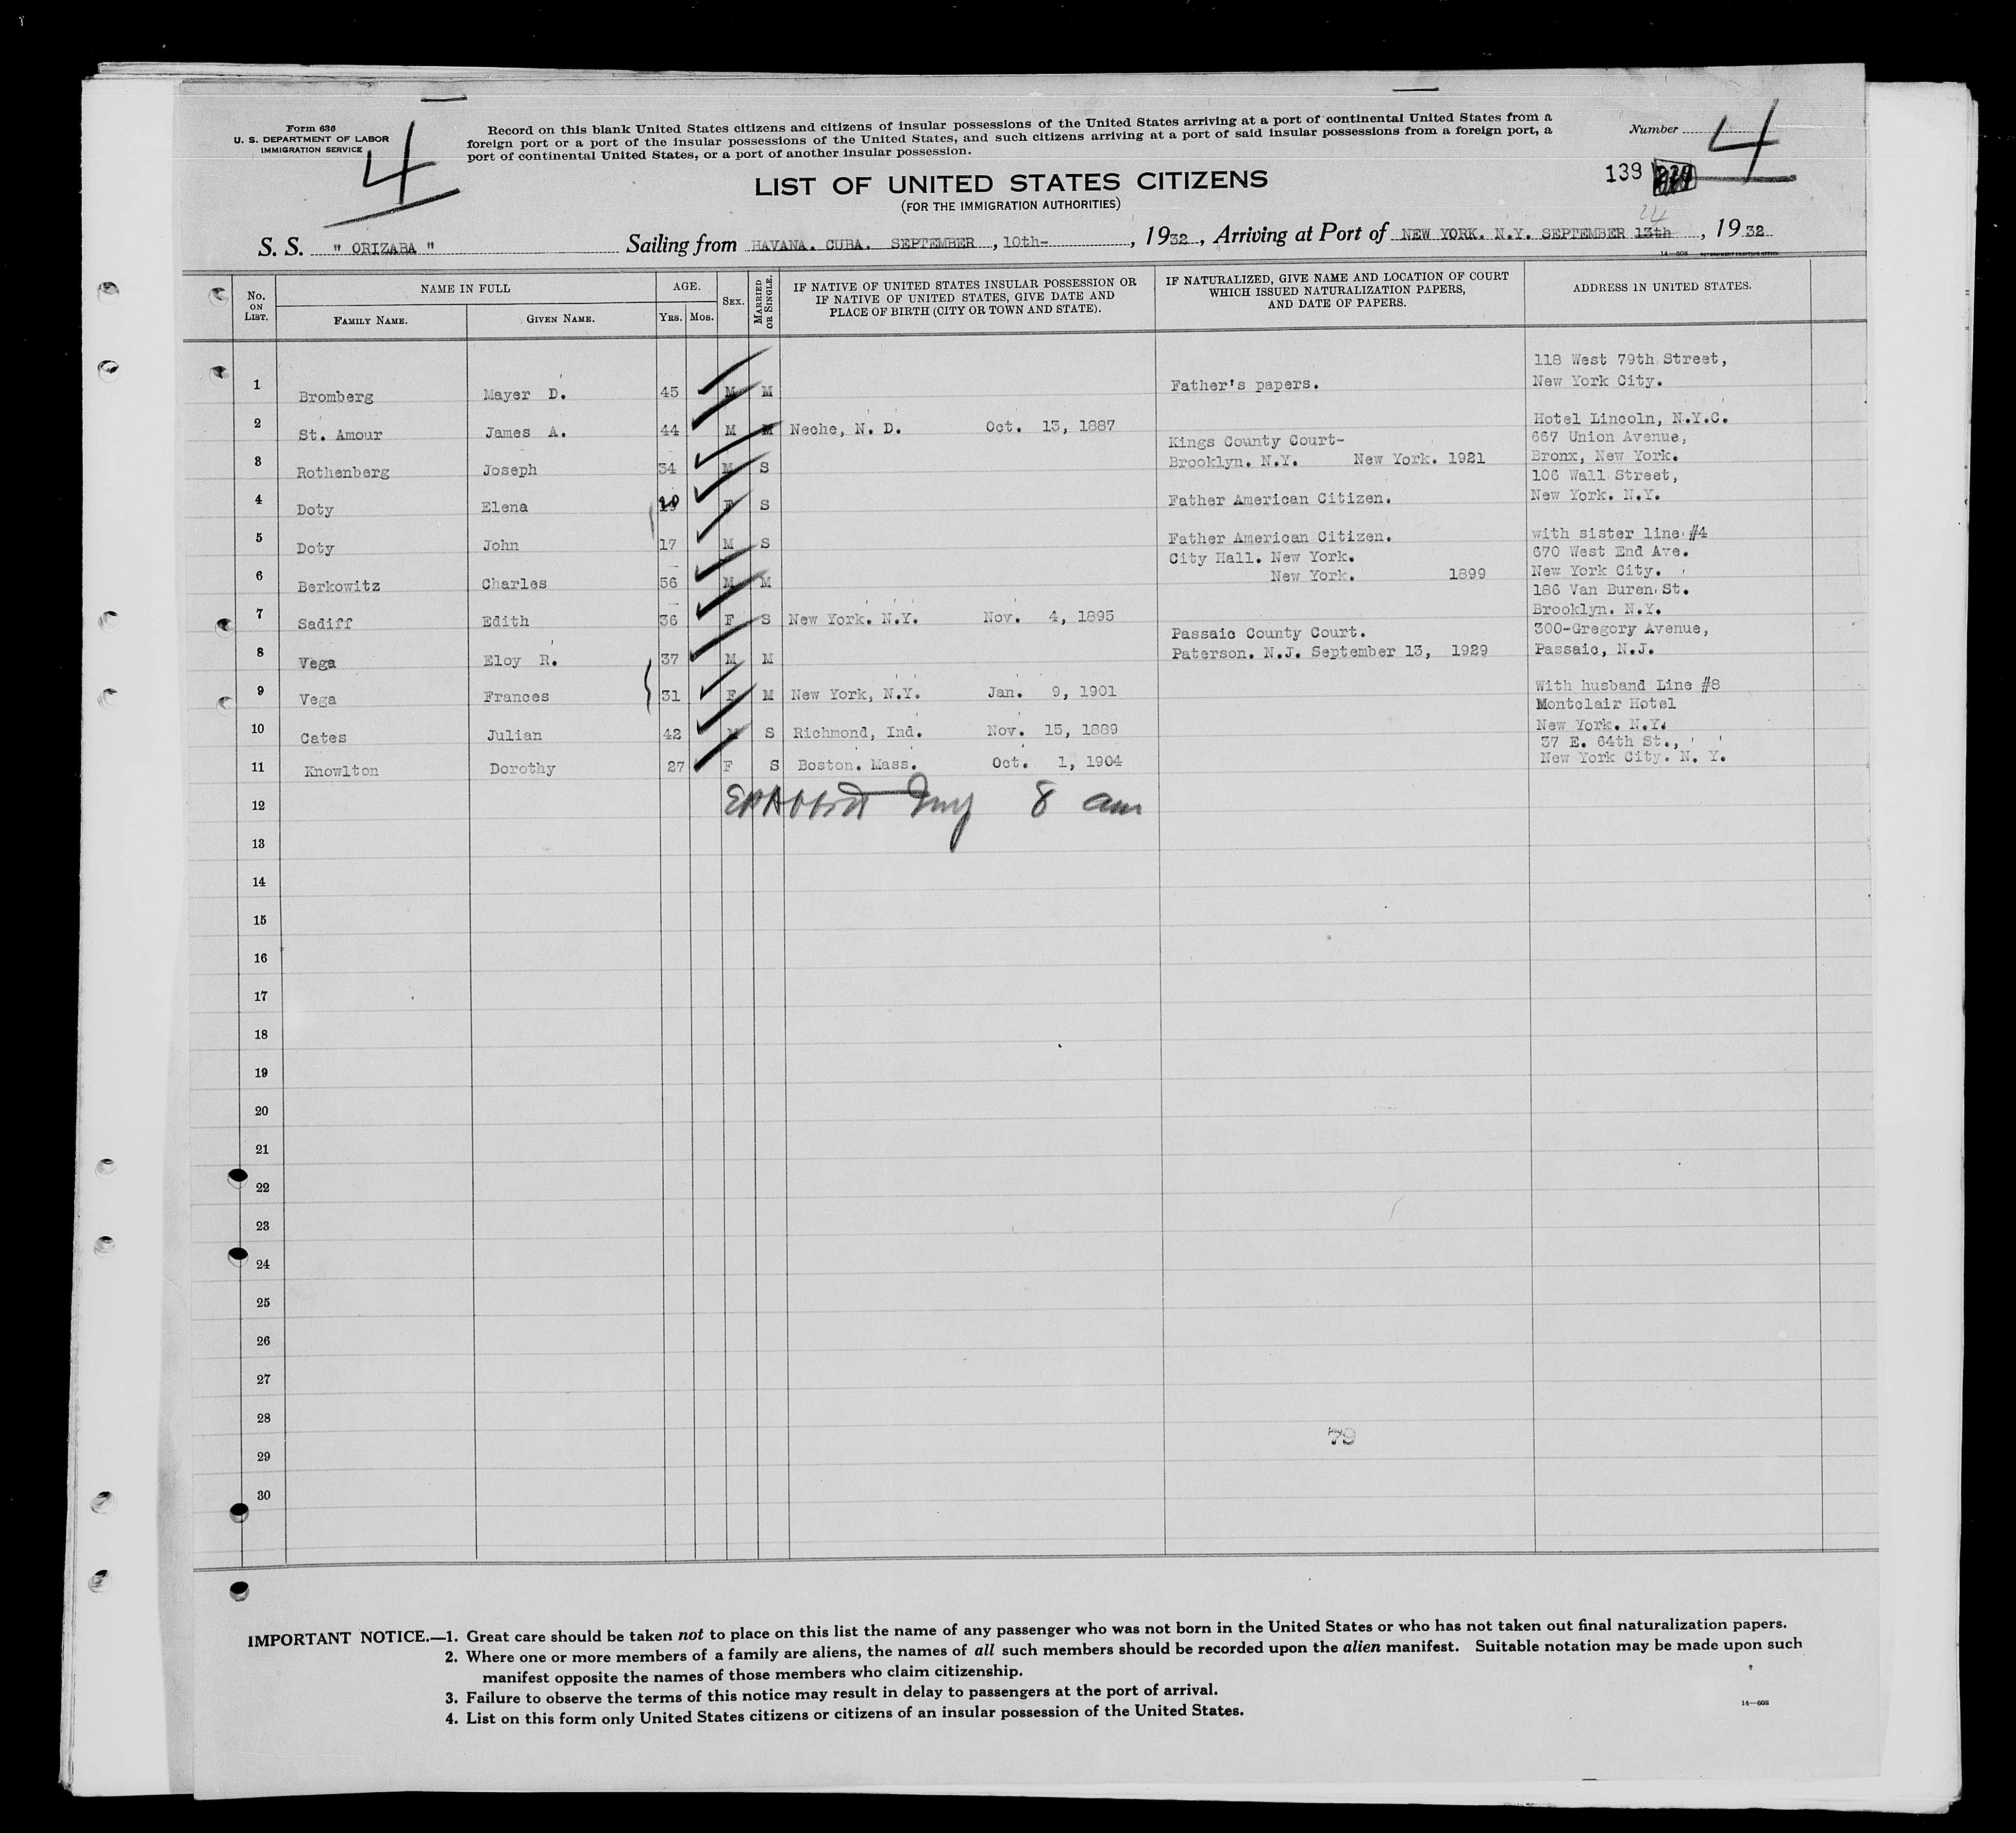 Form 636
U. S. DEPARTMENT OF LABOR
IMMIGRATION SERVICE
4
Record on this blank United States citizens and citizens of insular possessions of the United States arriving at a port of continental United States from a
foreign port or a port of the insular possessions of the United States, and such citizens arriving at a port of said insular possessions from a foreign port, a
port of continental United States, or a port of another insular possession.
Number 4
139
LIST OF UNITED STATES CITIZENS
(FOR THE IMMIGRATION AUTHORITIES)
S. S. " ORIZABA " Sailing from HAVANA. CUBA. SEPTEMBER , 10th- , 1932 , Arriving at Port of NEW YORK. N.Y. SEPTEMBER 13th 14 , 1932
14—608 GOVERNMENT PRINTING OFFICE
No. ON LIST. NAME IN FULL AGE. SEX. MARRIED OR SINGLE. IF NATIVE OF UNITED STATES INSULAR POSSESSION OR IF NATIVE OF UNITED STATES, GIVE DATE AND PLACE OF BIRTH (CITY OR TOWN AND STATE). IF NATURALIZED, GIVE NAME AND LOCATION OF COURT WHICH ISSUED NATURALIZATION PAPERS, AND DATE OF PAPERS. ADDRESS IN UNITED STATES.
FAMILY NAME. GIVEN NAME. YRS. MOS.
118 West 79th Street,
1 Bromberg Mayer D. 45 M M Father's papers. New York City.
2 St. Amour James A. 44 M M Neche, N. D. Oct. 13, 1887 Hotel Lincoln, N.Y.C.
Kings County Court- 667 Union Avenue,
3 Rothenberg Joseph 34 M S Brooklyn. N.Y. New York. 1921 Bronx, New York.
106 Wall Street,
4 Doty Elena 20 F S Father American Citizen. New York. N.Y.
5 Doty John 17 M S Father American Citizen. with sister line #4
City Hall. New York. 670 West End Ave.
6 Berkowitz Charles 56 M M New York. 1899 New York City.
186 Van Buren St.
7 Sadiff Edith 36 F S New York. N.Y. Nov. 4, 1895 Brooklyn. N.Y.
Passaic County Court. 300-Gregory Avenue,
8 Vega Eloy R. 37 M M Paterson. N.J. September 13, 1929 Passaic, N.J.
9 Vega Frances 31 F M New York, N.Y. Jan. 9, 1901 With husband Line #8
Montclair Hotel
10 Cates Julian 42 M S Richmond, Ind. Nov. 15, 1889 New York. N.Y.
37 E. 64th St.,
11 Knowlton Dorothy 27 F S Boston. Mass. Oct. 1, 1904 New York City. N. Y.
12 8 am
13
14
15
16
17
18
19
20
21
22
23
24
25
26
27
28
79
29
30
IMPORTANT NOTICE.—1. Great care should be taken not to place on this list the name of any passenger who was not born in the United States or who has not taken out final naturalization papers.
2. Where one or more members of a family are aliens, the names of all such members should be recorded upon the alien manifest. Suitable notation may be made upon such
manifest opposite the names of those members who claim citizenship.
3. Failure to observe the terms of this notice may result in delay to passengers at the port of arrival.
4. List on this form only United States citizens or citizens of an insular possession of the United States.
14—608